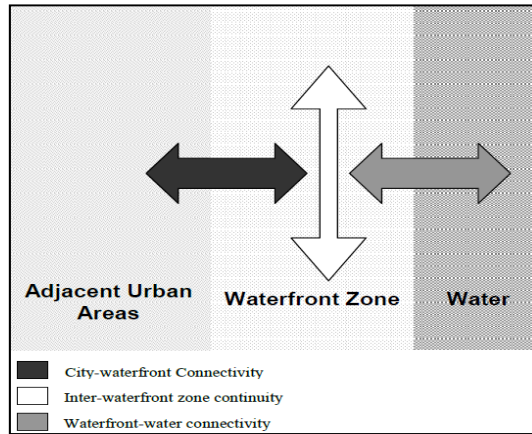 Adjacent Urban
Areas
Waterfront Zone
Water
City-waterfront Connectivity
Inter-waterfront zone continuity
Waterfront-water connectivity